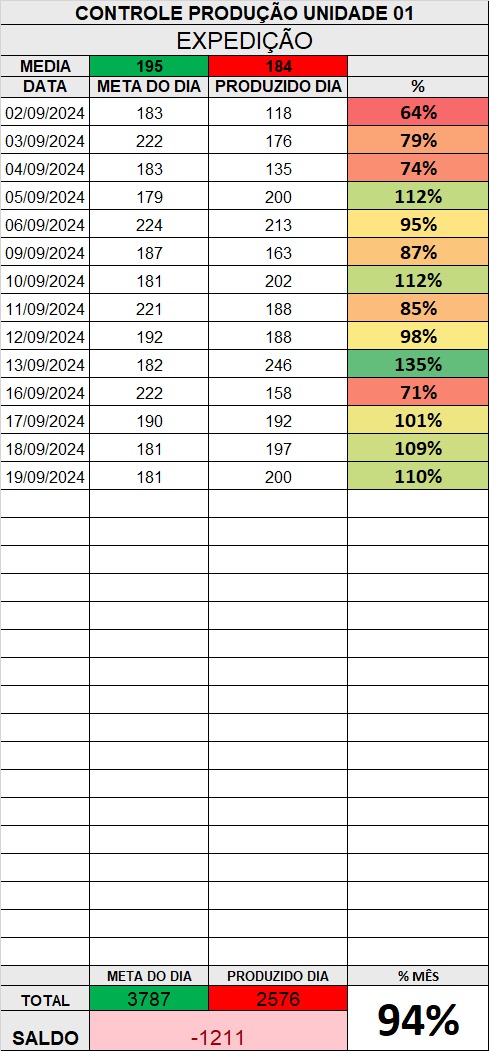 CONTROLE PRODUÇÃO UNIDADE 01
EXPEDIÇÃO
MEDIA 195 184
DATA META DO DIA PRODUZIDO DIA %
02/09/2024 183 118 64%
03/09/2024 222 176 79%
04/09/2024 183 135 74%
05/09/2024 179 200 112%
06/09/2024 224 213 95%
09/09/2024 187 163 87%
10/09/2024 181 202 112%
11/09/2024 221 188 85%
12/09/2024 192 188 98%
13/09/2024 182 246 135%
16/09/2024 222 158 71%
17/09/2024 190 192 101%
18/09/2024 181 197 109%
19/09/2024 181 200 110%
META DO DIA PRODUZIDO DIA % MÊS
TOTAL 3787 2576 94%
SALDO -1211